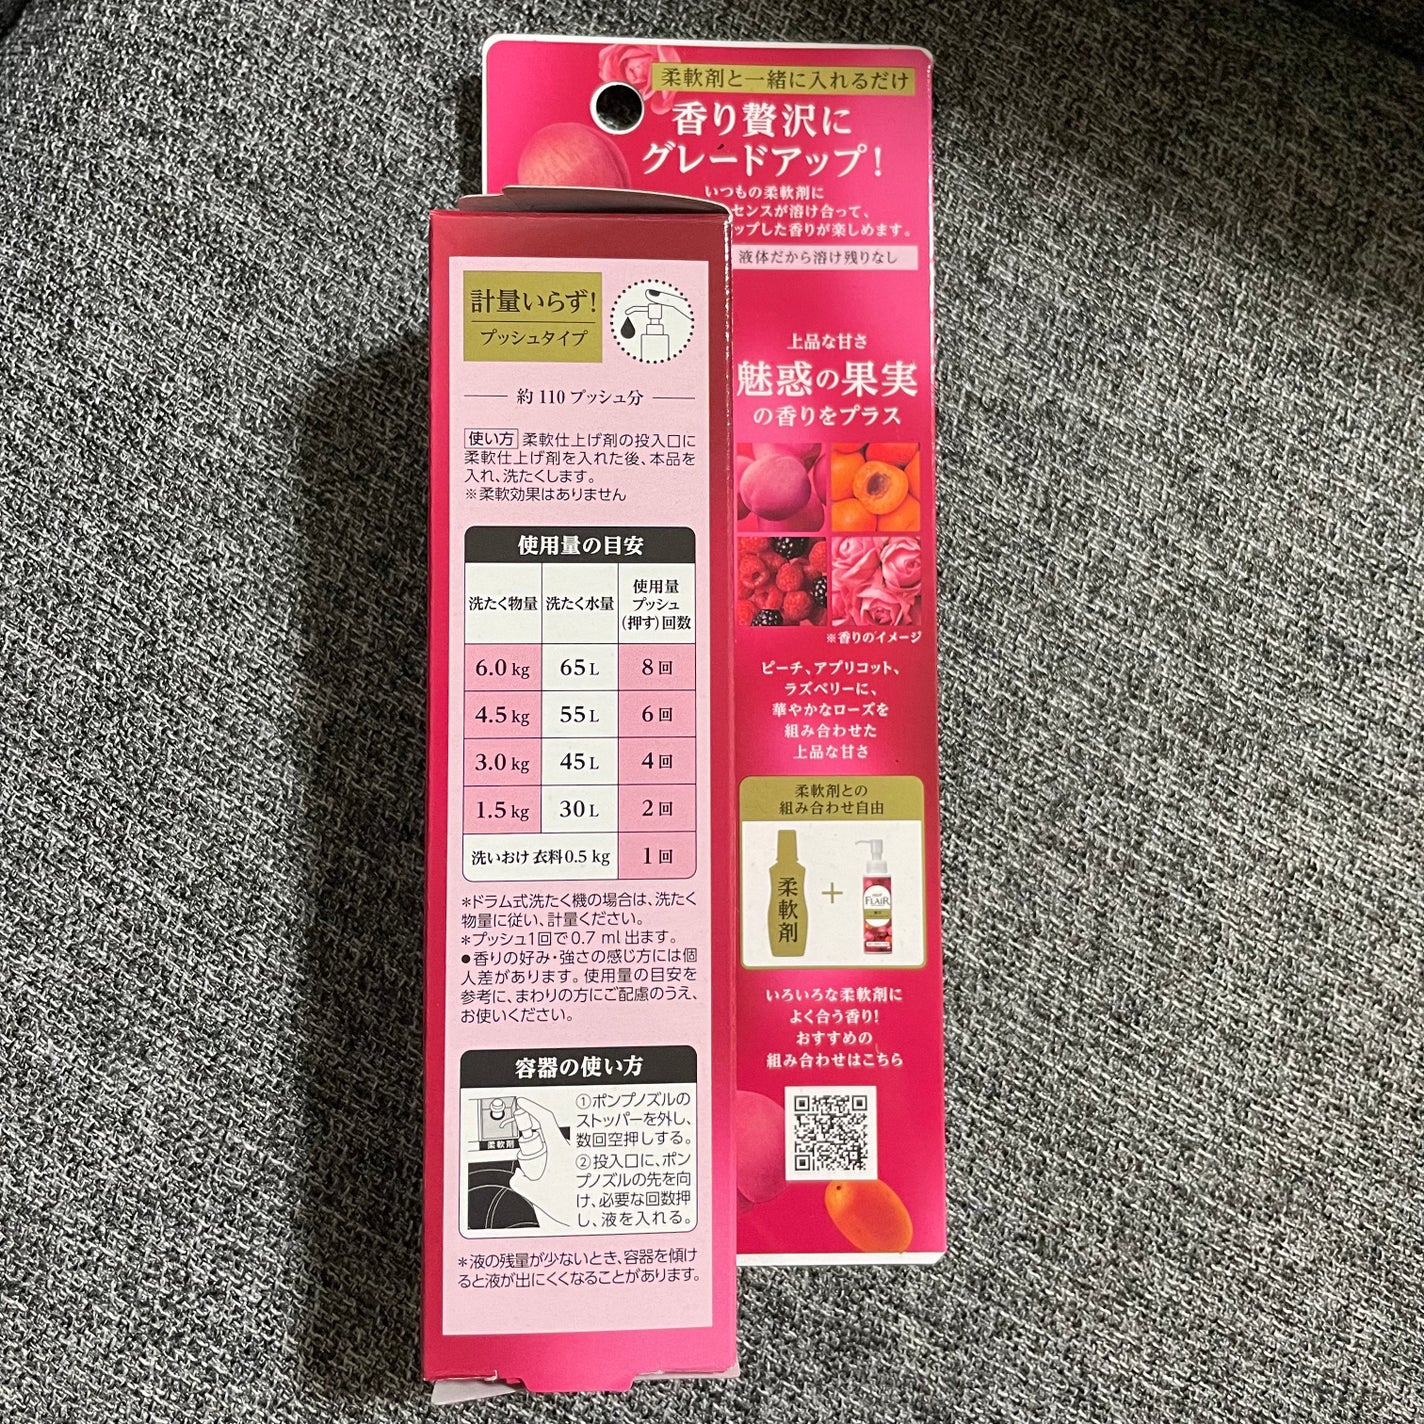 柔軟剤と一緒に入れるだけ
香り贅沢に
グレードアップ!
いつもの柔軟剤に
センスが溶け合って、
ップした香りが楽しめます。
液体だから溶け残りなし
上品な甘さ
魅惑の果実
の香りをプラス
※香りのイメージ
ピーチ、アプリコット、
ラズベリーに、
華やかなローズを
組み合わせた
上品な甘さ
柔軟剤との
組み合わせ自由
柔軟剤
+
FLAiR
いろいろな柔軟剤に
よく合う香り!
おすすめの
組み合わせはこちら
計量いらず!
プッシュタイプ
約110プッシュ分
使い方 柔軟仕上げ剤の投入口に
柔軟仕上げ剤を入れた後、本品を
入れ、洗たくします。
※柔軟効果はありません
使用量の目安
洗たく物量 洗たく水量 使用量
プッシュ
(押す)回数
6.0kg 65L 8回
4.5kg 55L 6回
3.0kg 45L 4回
1.5kg 30L 2回
洗いおけ 衣料0.5kg 1回
*ドラム式洗たく機の場合は、洗たく
物量に従い、計量ください。
*プッシュ1回で0.7ml出ます。
●香りの好み・強さの感じ方には個
人差があります。使用量の目安を
参考に、まわりの方にご配慮のうえ、
お使いください。
容器の使い方
柔軟剤
①ポンプノズルの
ストッパーを外し、
数回空押しする。
②投入口に、ポン
プノズルの先を向
け、必要な回数押
し、液を入れる。
*液の残量が少ないとき、容器を傾け
ると液が出にくくなることがあります。